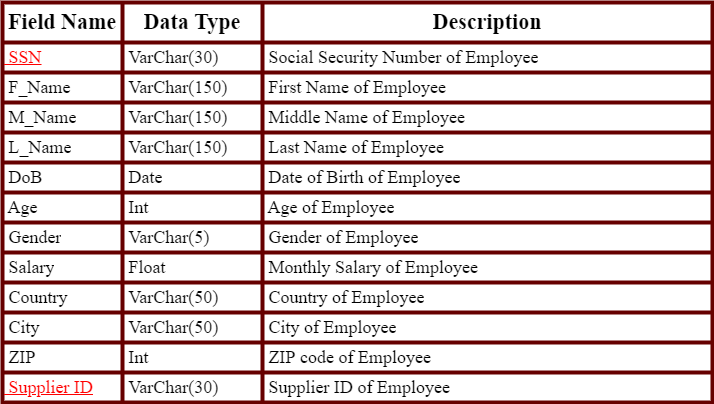 Field Name Data Type Description
SSN VarChar(30) Social Security Number of Employee
F_Name VarChar(150) First Name of Employee
M_Name VarChar(150) Middle Name of Employee
L_Name VarChar(150) Last Name of Employee
DoB Date Date of Birth of Employee
Age Int Age of Employee
Gender VarChar(5) Gender of Employee
Salary Float Monthly Salary of Employee
Country VarChar(50) Country of Employee
City VarChar(50) City of Employee
ZIP Int ZIP code of Employee
Supplier ID VarChar(30) Supplier ID of Employee